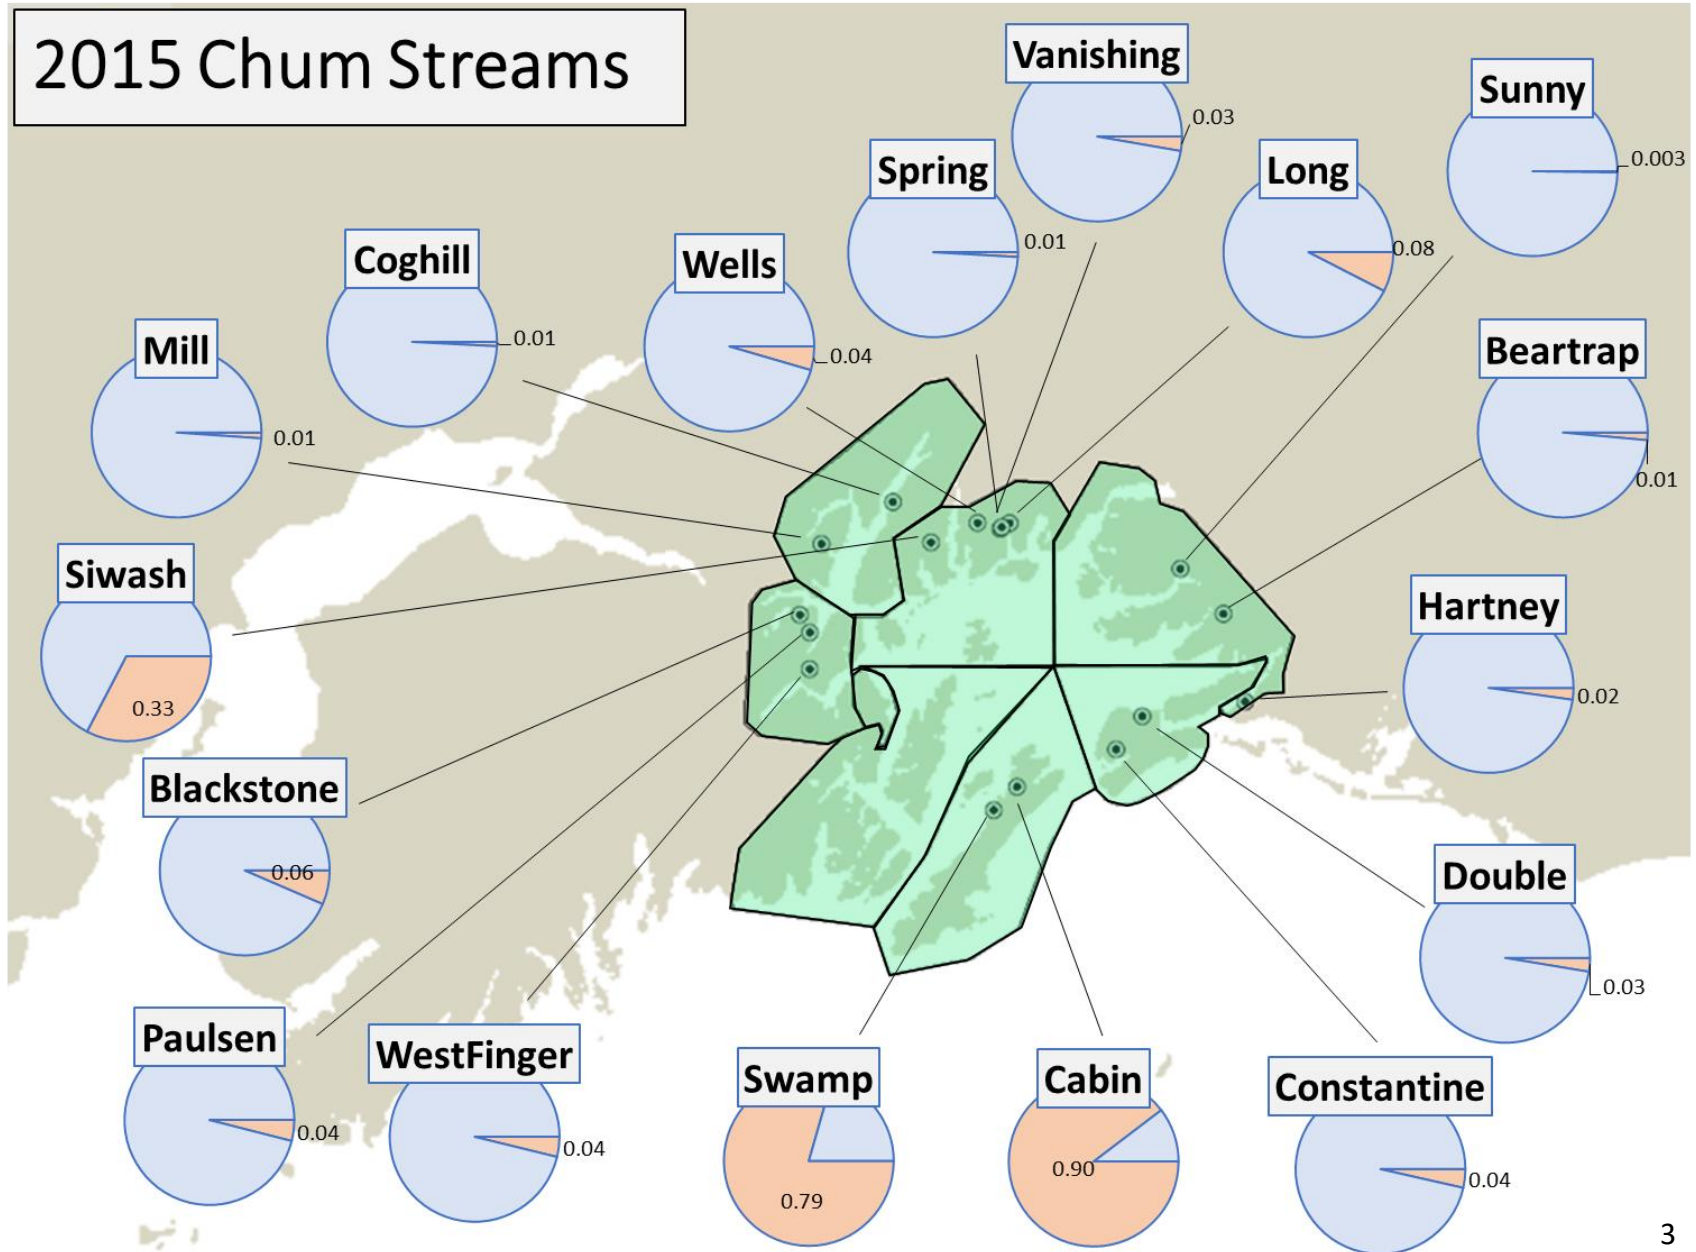 2015 Chum Streams
Vanishing
0.03
Sunny
0.003
Spring
0.01
Long
0.08
Coghill
0.01
Wells
0.04
Mill
0.01
Beartrap
0.01
Siwash
0.33
Hartney
0.02
Blackstone
0.06
Double
0.03
Paulsen
0.04
WestFinger
0.04
Swamp
0.79
Cabin
0.90
Constantine
0.04
3